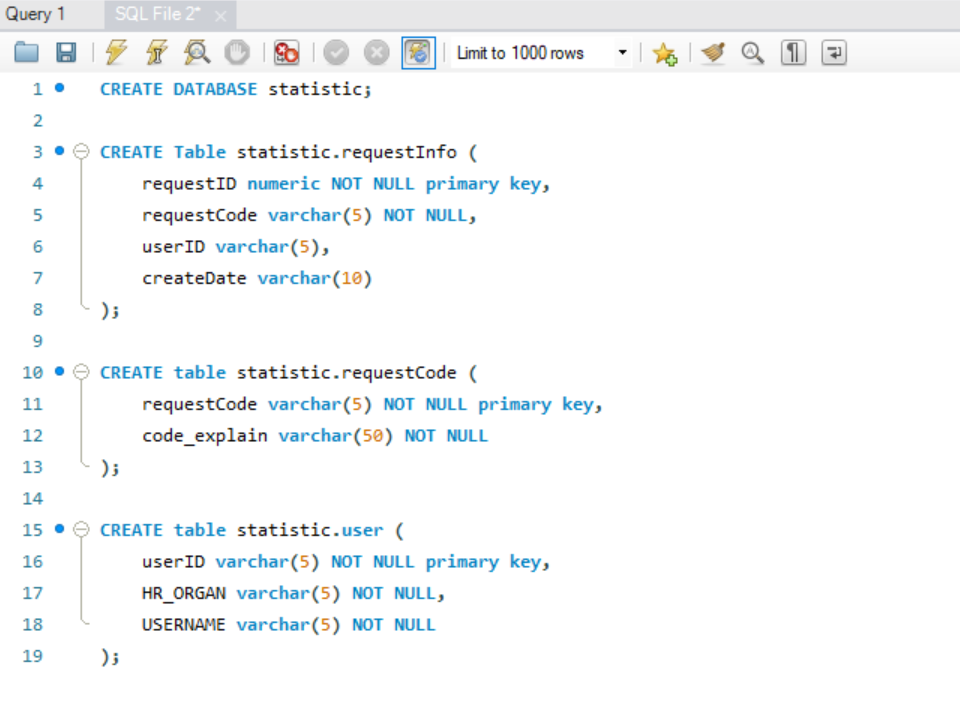 Query 1
SQL File 2*
Limit to 1000 rows
1 CREATE DATABASE statistic;
2
3 CREATE Table statistic.requestInfo (
4 requestID numeric NOT NULL primary key,
5 requestCode varchar(5) NOT NULL,
6 userID varchar(5),
7 createDate varchar(10)
8 );
9
10 CREATE table statistic.requestCode (
11 requestCode varchar(5) NOT NULL primary key,
12 code_explain varchar(50) NOT NULL
13 );
14
15 CREATE table statistic.user (
16 userID varchar(5) NOT NULL primary key,
17 HR_ORGAN varchar(5) NOT NULL,
18 USERNAME varchar(5) NOT NULL
19 );